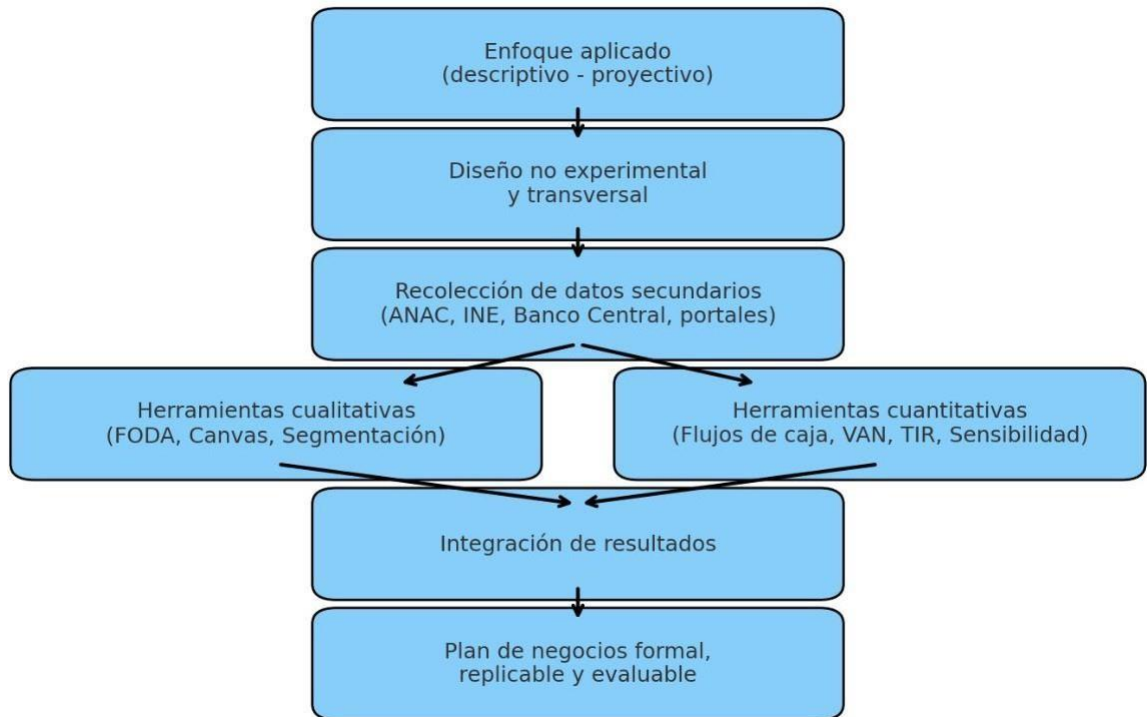 Enfoque aplicado
(descriptivo - proyectivo)
Diseño no experimental
y transversal
Recolección de datos secundarios
(ANAC, INE, Banco Central, portales)
Herramientas cualitativas
(FODA, Canvas, Segmentación)
Herramientas cuantitativas
(Flujos de caja, VAN, TIR, Sensibilidad)
Integración de resultados
Plan de negocios formal,
replicable y evaluable